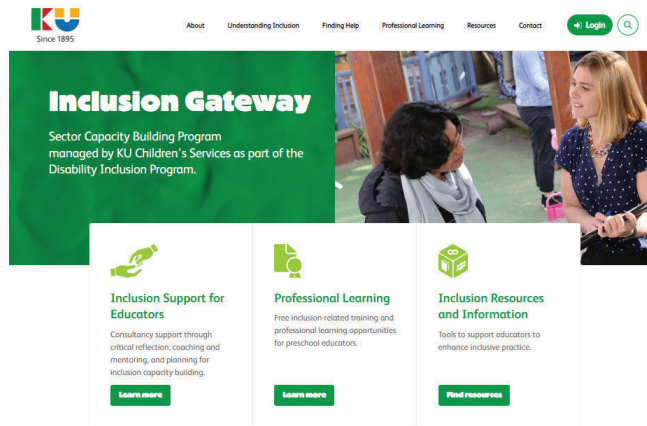 KU
Since 1895
About
Understanding Inclusion
Finding Help
Professional Learning
Resources
Contact
Login
Inclusion Gateway
Sector Capacity Building Program
managed by KU Children's Services as part of the
Disability Inclusion Program.
Inclusion Support for
Educators
Consultancy support through
critical reflection, coaching and
mentoring, and planning for
inclusion capacity building.
Learn more
Professional Learning
Free inclusion-related training and
professional learning opportunities
for preschool educators.
Learn more
Inclusion Resources
and Information
Tools to support educators to
enhance inclusive practice.
Find resources